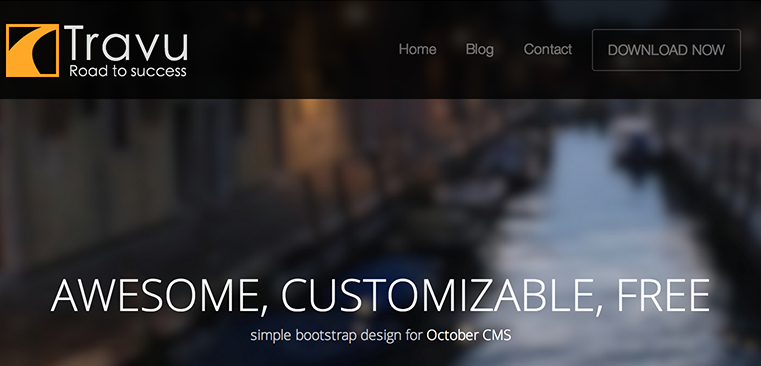 Travu
Road to success
Home Blog Contact DOWNLOAD NOW
AWESOME, CUSTOMIZABLE, FREE
simple bootstrap design for October CMS